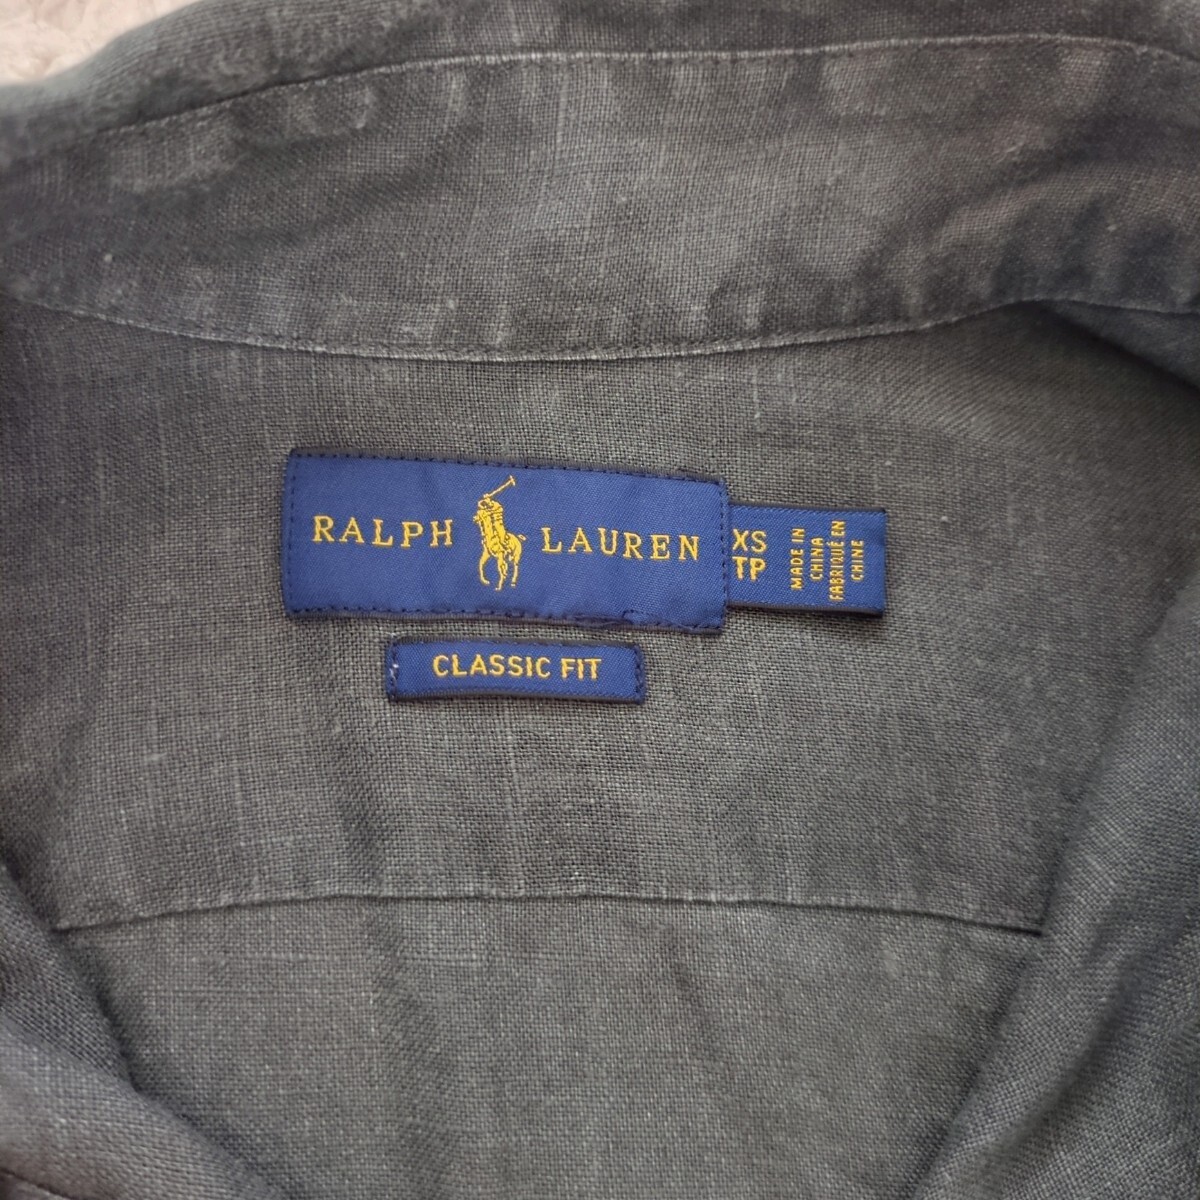 RALPH LAUREN
XS
TP
MADE IN
CHINA
FABRIQUÉ EN
CHINE
CLASSIC FIT